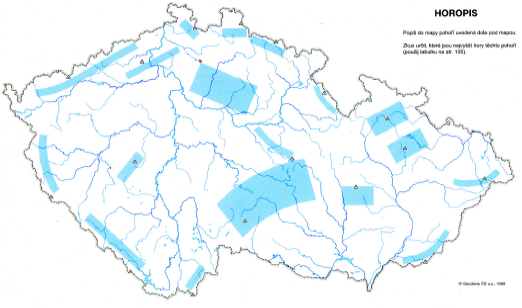 HOROPIS
Popiš do mapy pohoří uvedená dole pod mapou.
Zkus určit, které jsou nejvyšší hory těchto pohoří
(použij tabulku na str. 105).
© Geodézie ČS a.s., 1998